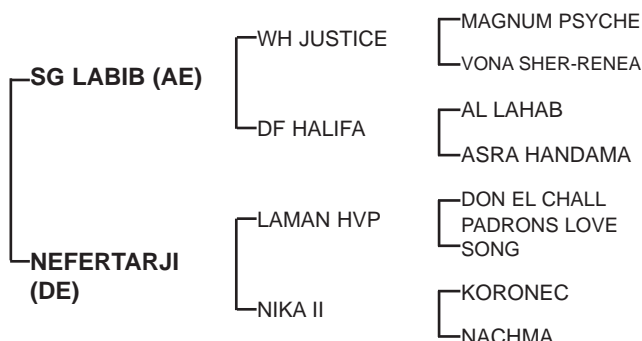 MAGNUM PSYCHE
WH JUSTICE
VONA SHER-RENEA
SG LABIB (AE)
AL LAHAB
DF HALIFA
ASRA HANDAMA
DON EL CHALL
LAMAN HVP
PADRONS LOVE
SONG
NEFERTARJI
(DE)
KORONEC
NIKA II
NACHMA